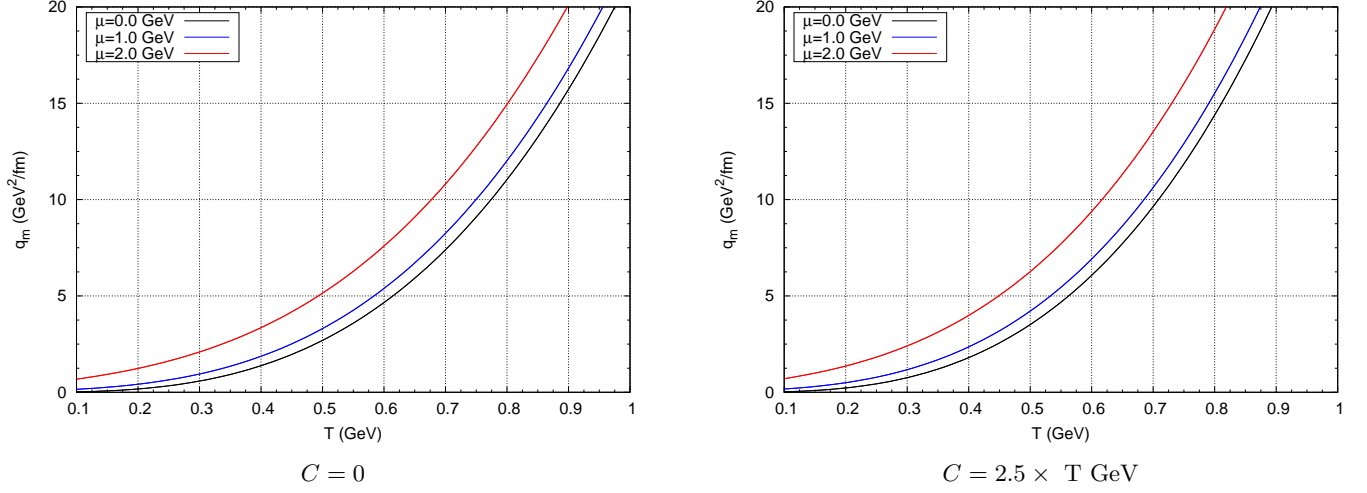 μ=0.0 GeV
μ=1.0 GeV
μ=2.0 GeV
20
15
10
5
0
q_m (GeV²/fm)
0.1 0.2 0.3 0.4 0.5 0.6 0.7 0.8 0.9 1
T (GeV)
C = 0
μ=0.0 GeV
μ=1.0 GeV
μ=2.0 GeV
20
15
10
5
0
q_m (GeV²/fm)
0.1 0.2 0.3 0.4 0.5 0.6 0.7 0.8 0.9 1
T (GeV)
C = 2.5 × T GeV